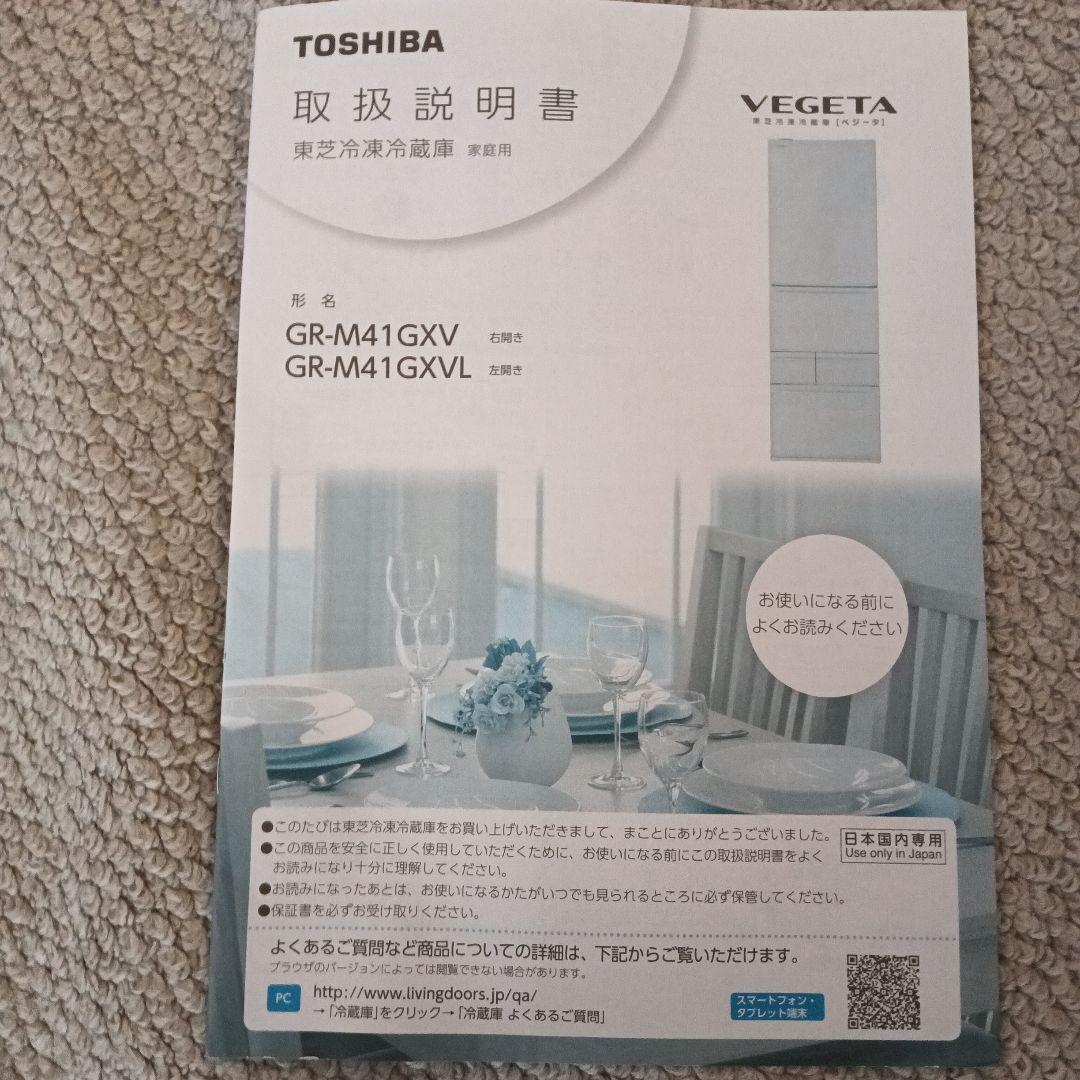 TOSHIBA
取扱説明書
東芝冷凍冷蔵庫 家庭用
VEGETA
東芝冷凍冷蔵庫［ベジータ］
形 名
GR-M41GXV 右開き
GR-M41GXVL 左開き
お使いになる前に
よくお読みください
●このたびは東芝冷凍冷蔵庫をお買い上げいただきまして、まことにありがとうございました。
●この商品を安全に正しく使用していただくために、お使いになる前にこの取扱説明書をよく
お読みになり十分に理解してください。
●お読みになったあとは、お使いになるかたがいつでも見られるところに必ず保管してください。
●保証書を必ずお受け取りください。
日本国内専用
Use only in Japan
よくあるご質問など商品についての詳細は、下記からご覧いただけます。
ブラウザのバージョンによっては閲覧できない場合があります。
PC http://www.livingdoors.jp/qa/
→「冷蔵庫」をクリック→「冷蔵庫 よくあるご質問」
スマートフォン・
タブレット端末